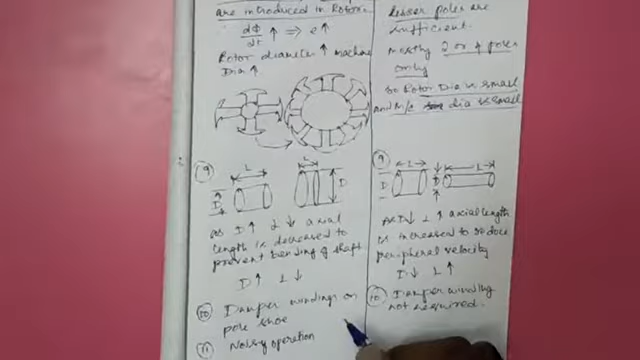 are introduced in Rotor.
dΦ/dt ↑ ⇒ e ↑
Rotor diameter ↑ machine
Dia ↑
9
L
D
L
D
as D ↑ L ↓ axial
length is decreased to
prevent bending of shaft
D ↑ L ↓
10 Damper windings on
pole shoe
11 Noisy operation
Lesser poles are
sufficient.
mostly 2 or 4 poles
only
so Rotor Dia is small
and M/c dia is small
9
L
D
D
L
As D ↓ L ↑ axial length
is increased to reduce
peripheral velocity
D ↓ L ↑
10 Damper winding
not required.